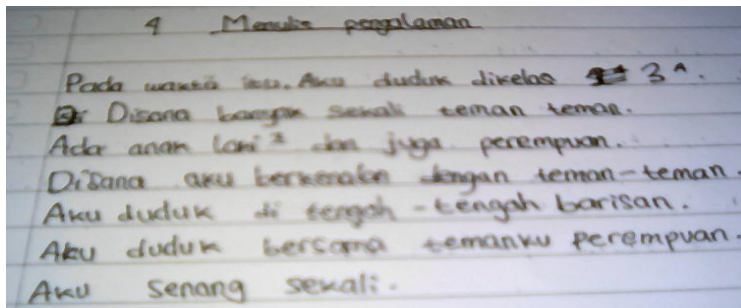 4 Menulis pengalaman
Pada waktu itu. Aku duduk dikelas 3 A.
Disana banyak sekali teman teman.
Ada anak laki ² dan juga perempuan.
Disana aku berkenalan dengan teman-teman.
Aku duduk di tengah-tengah barisan.
Aku duduk bersama temanku perempuan.
Aku senang sekali.